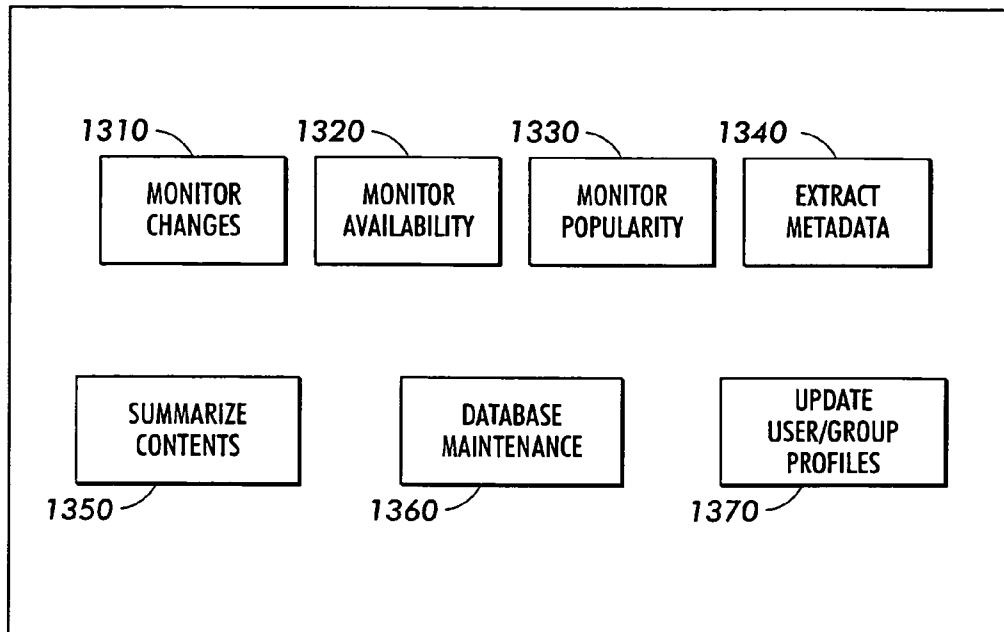 1310
1320
1330
1340
MONITOR
CHANGES
MONITOR
AVAILABILITY
MONITOR
POPULARITY
EXTRACT
METADATA
SUMMARIZE
CONTENTS
DATABASE
MAINTENANCE
UPDATE
USER/GROUP
PROFILES
1350
1360
1370